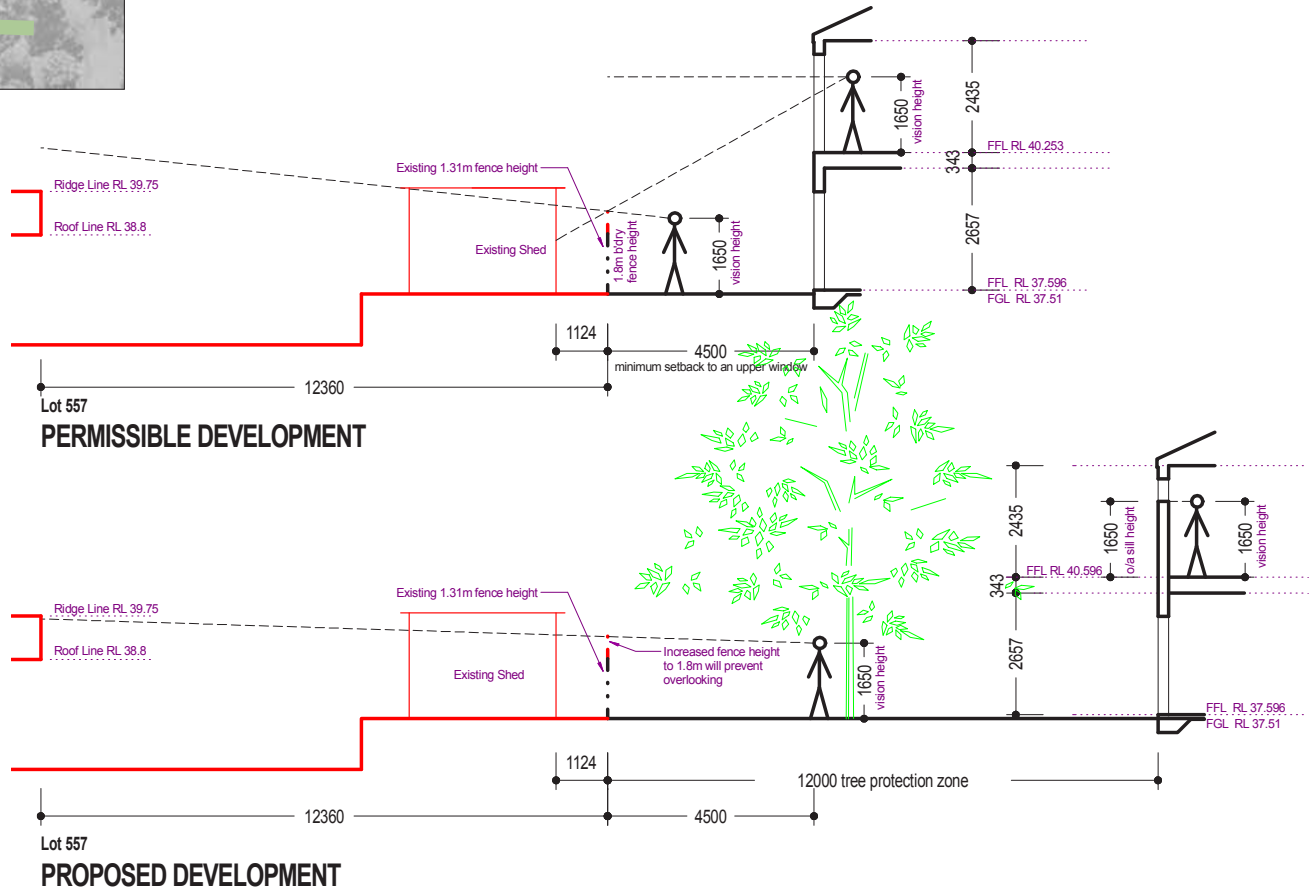 2435
1650
vision height
FFL RL 40.253
343
2657
FFL RL 37.596
FGL RL 37.51
Existing 1.31m fence height
Ridge Line RL 39.75
Roof Line RL 38.8
Existing Shed
1.8m b'dry
fence height
1650
vision height
1124
4500
minimum setback to an upper window
12360
Lot 557
PERMISSIBLE DEVELOPMENT
2435
1650
o/a sill height
1650
vision height
FFL RL 40.596
343
2657
FFL RL 37.596
FGL RL 37.51
Existing 1.31m fence height
Ridge Line RL 39.75
Roof Line RL 38.8
Existing Shed
Increased fence height
to 1.8m will prevent
overlooking
1650
vision height
1124
12000 tree protection zone
12360
4500
Lot 557
PROPOSED DEVELOPMENT